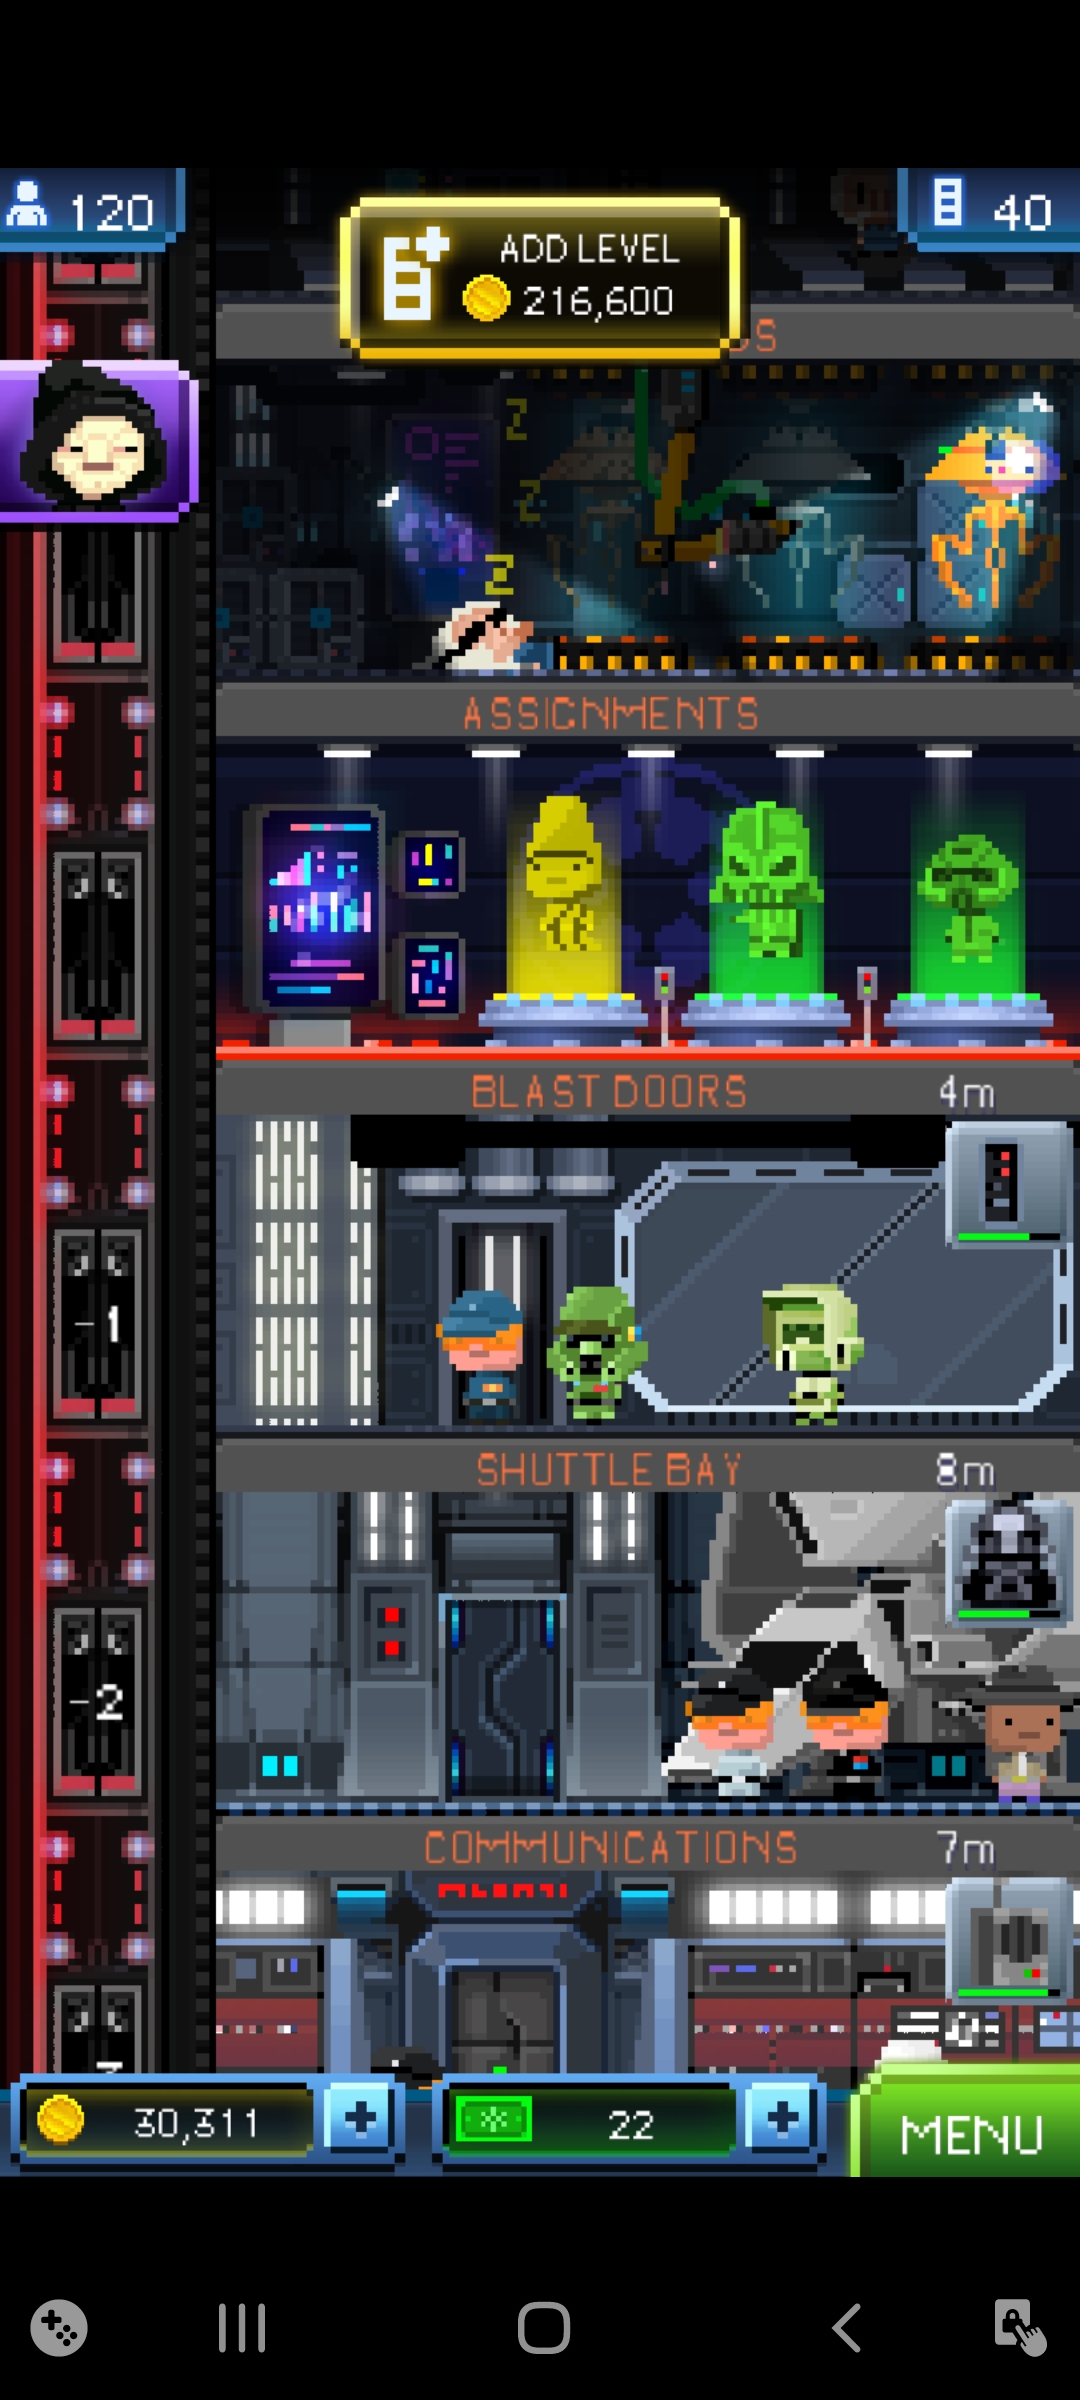 120
ADD LEVEL
216,600
40
DS
Z
Z
Z
ASSIGNMENTS
BLAST DOORS 4m
-1
SHUTTLE BAY 8m
-2
COMMUNICATIONS 7m
30,311 +
22 +
MENU